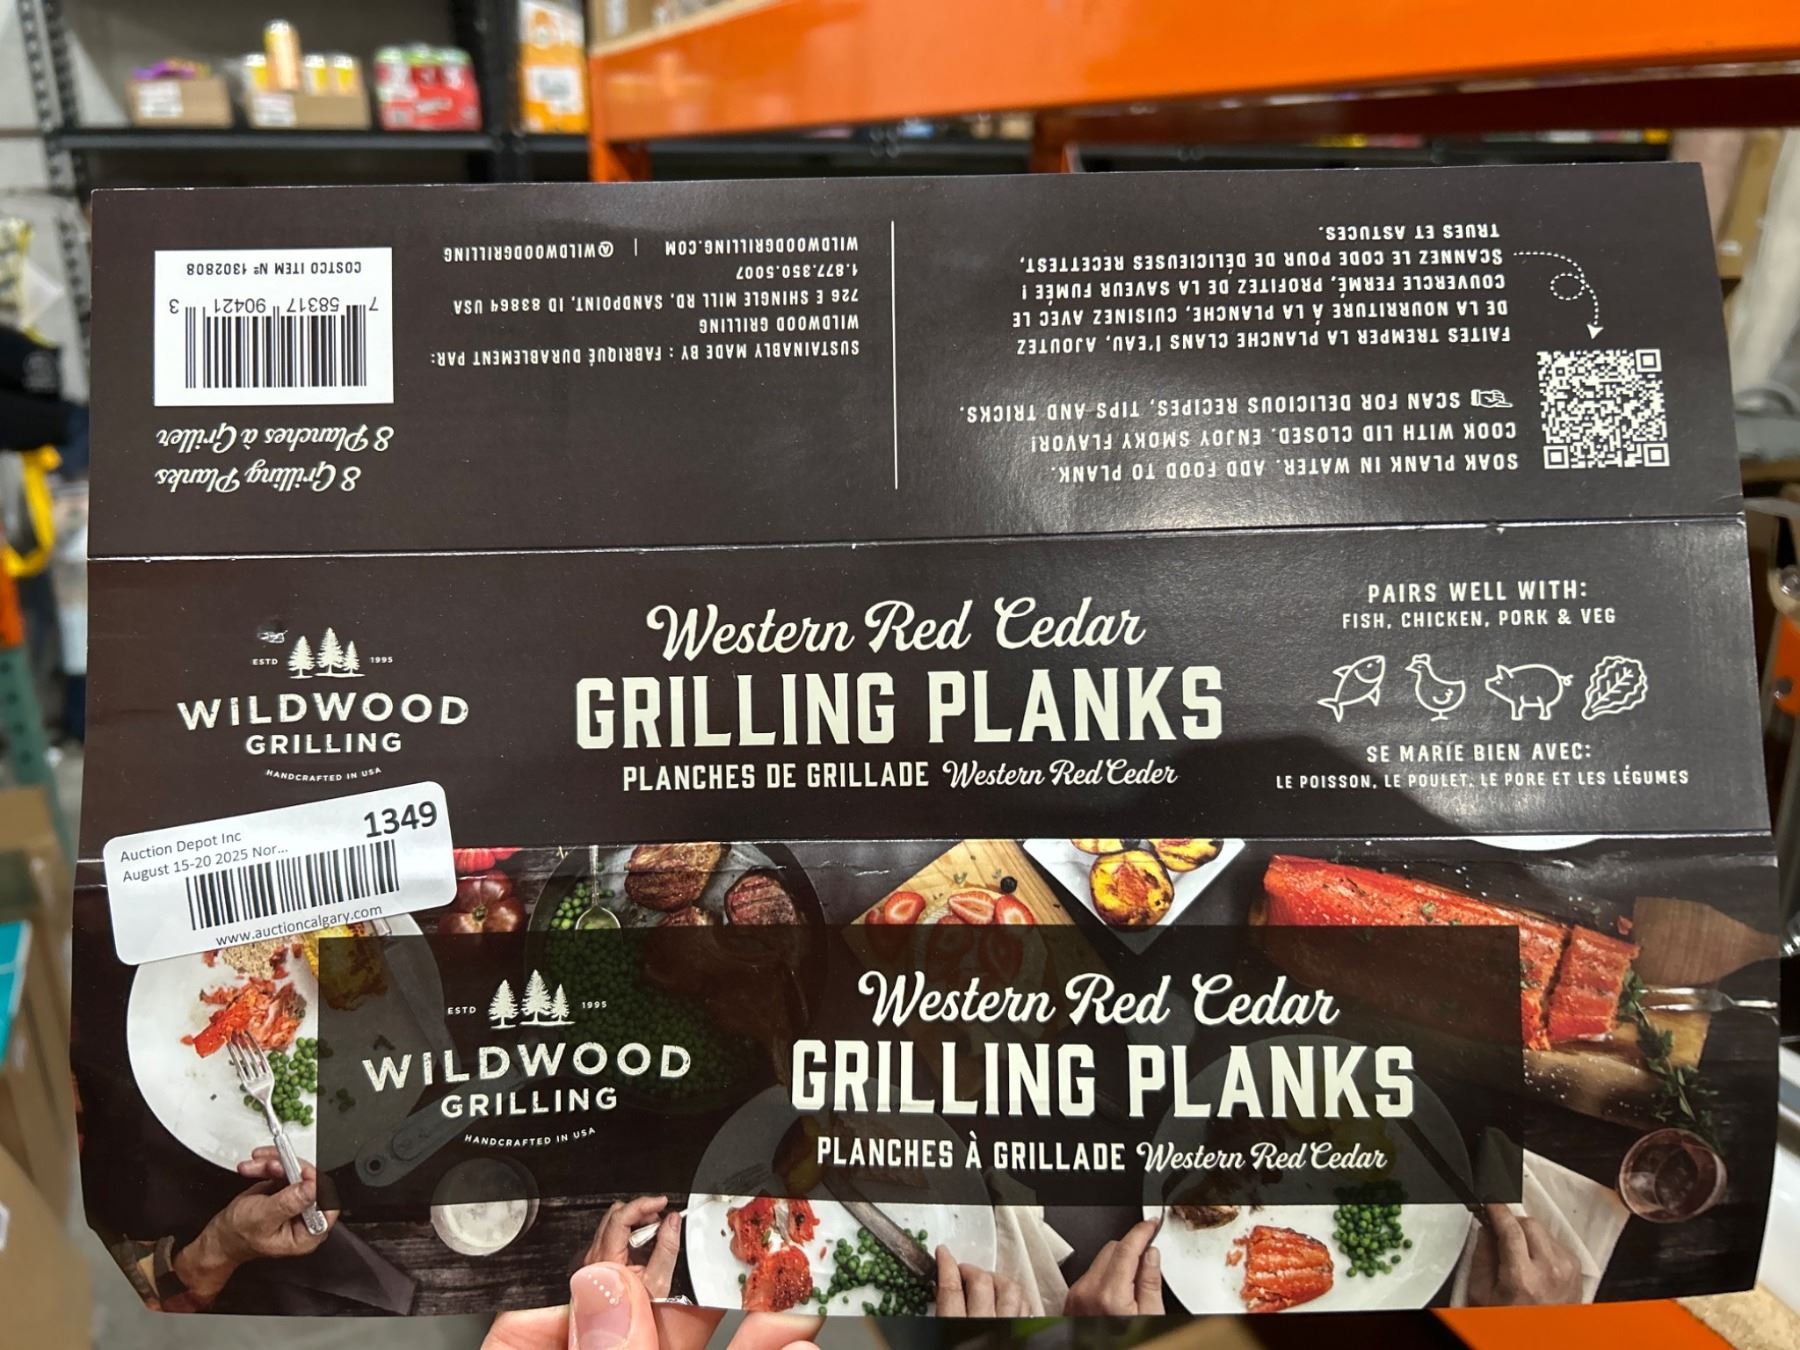 8 Grilling Planks
8 Planches à Griller
7 58317 90421 3
COSTCO ITEM Nº 1302808
SUSTAINABLY MADE BY : FABRIQUÉ DURABLEMENT PAR:
WILDWOOD GRILLING
726 E SHINGLE MILL RD, SANDPOINT, ID 83864 USA
1.877.350.5007
WILDWOODGRILLING.COM | @WILDWOODGRILLING
SOAK PLANK IN WATER. ADD FOOD TO PLANK.
COOK WITH LID CLOSED. ENJOY SMOKY FLAVOR!
SCAN FOR DELICIOUS RECIPES, TIPS AND TRICKS.
FAITES TREMPER LA PLANCHE CLANS l'EAU, AJOUTEZ
DE LA NOURRITURE À LA PLANCHE, CUISINEZ AVEC LE
COUVERCLE FERMÉ, PROFITEZ DE LA SAVEUR FUMÉE !
SCANNEZ LE CODE POUR DE DÉLICIEUSES RECETTEST,
TRUES ET ASTUCES.
ESTD 1995
WILDWOOD
GRILLING
HANDCRAFTED IN USA
Western Red Cedar
GRILLING PLANKS
PLANCHES DE GRILLADE Western Red Ceder
PAIRS WELL WITH:
FISH, CHICKEN, PORK & VEG
SE MARIE BIEN AVEC:
LE POISSON, LE POULET, LE PORE ET LES LÉGUMES
1349
Auction Depot Inc
August 15-20 2025 Nor...
www.auctioncalgary.com
ESTD 1995
WILDWOOD
GRILLING
HANDCRAFTED IN USA
Western Red Cedar
GRILLING PLANKS
PLANCHES À GRILLADE Western Red Cedar